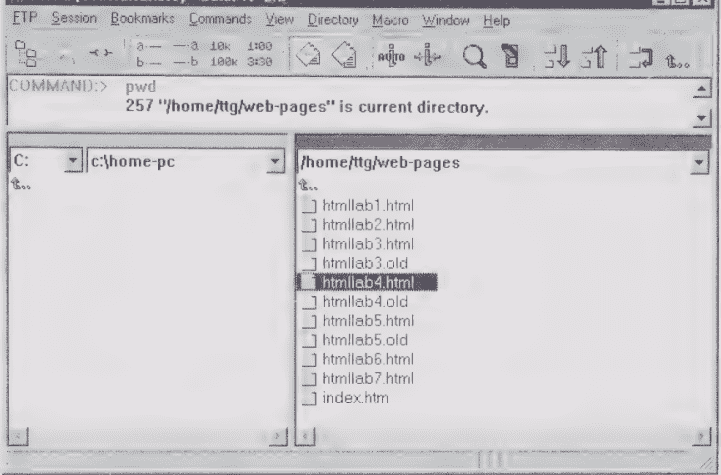 FTP Session Bookmarks Commands View Directory Macro Window Help
a — — a 10k 1:00
b — — b 100k 3:30
auto
COMMAND:> pwd
257 "/home/ttg/web-pages" is current directory.
C: c:\home-pc
/home/ttg/web-pages
htmllab1.html
htmllab2.html
htmllab3.html
htmllab3.old
htmllab4.html
htmllab4.old
htmllab5.html
htmllab5.old
htmllab6.html
htmllab7.html
index.htm